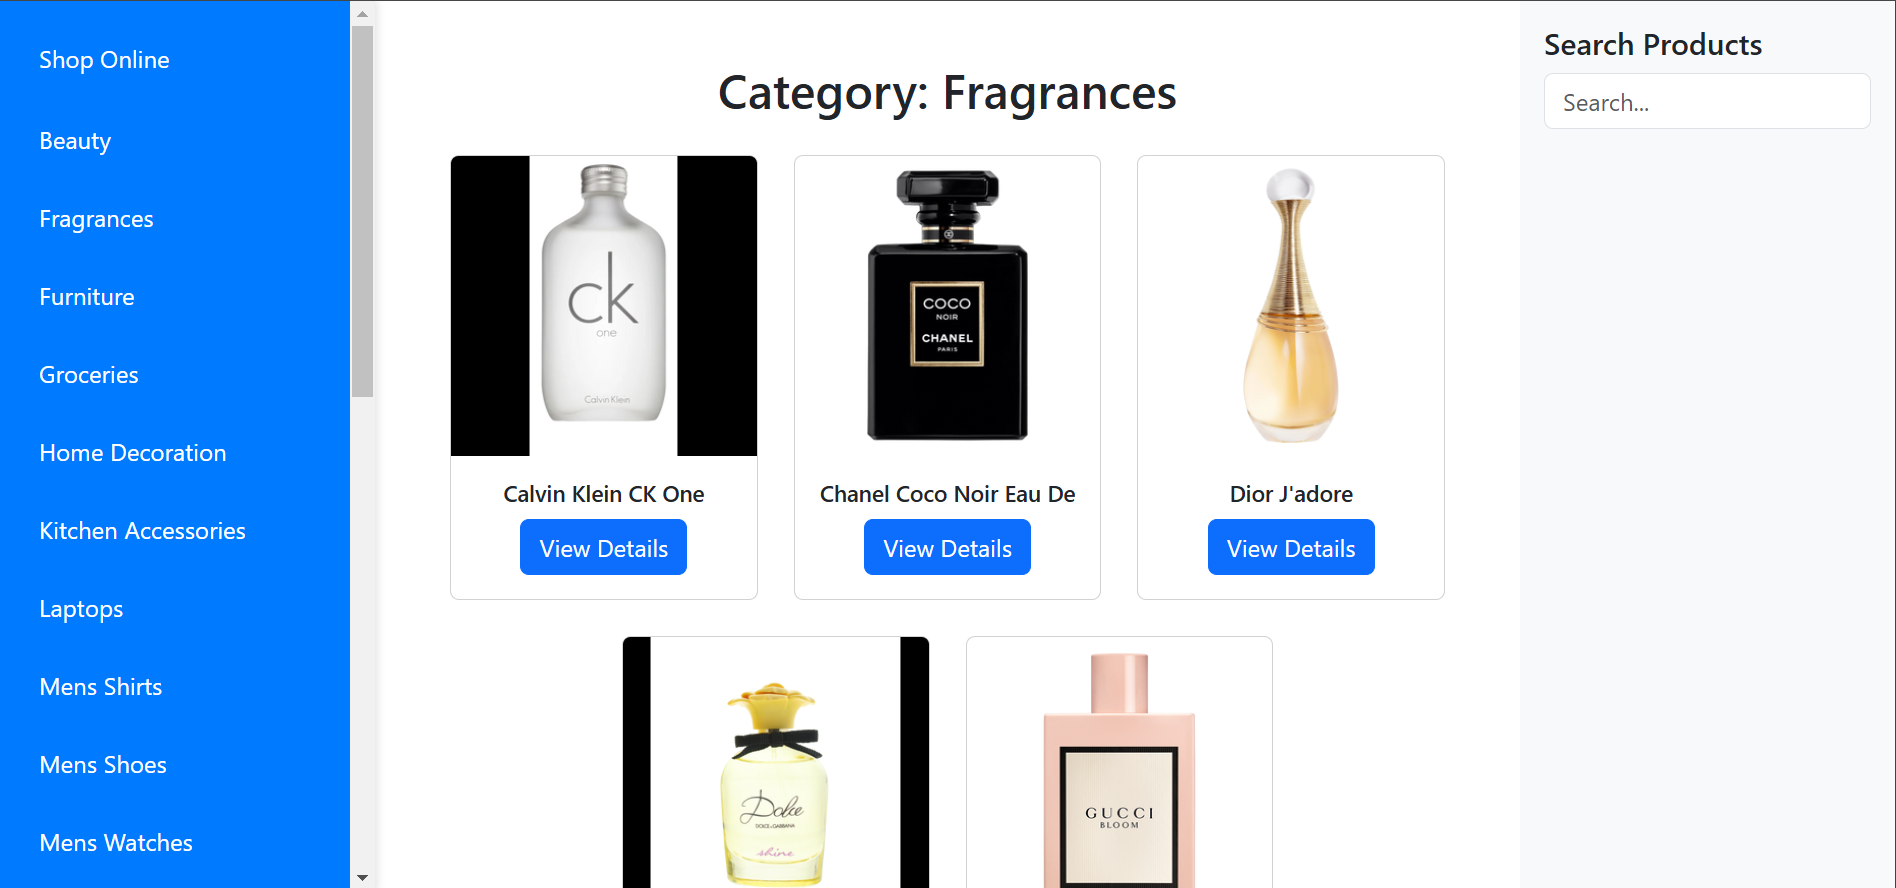 Shop Online
Beauty
Fragrances
Furniture
Groceries
Home Decoration
Kitchen Accessories
Laptops
Mens Shirts
Mens Shoes
Mens Watches
Category: Fragrances
ck
one
Calvin Klein
Calvin Klein CK One
View Details
COCO
NOIR
CHANEL
PARIS
Chanel Coco Noir Eau De
View Details
Dior J'adore
View Details
Dolce
DOLCE & GABBANA
shine
GUCCI
BLOOM
Search Products
Search...